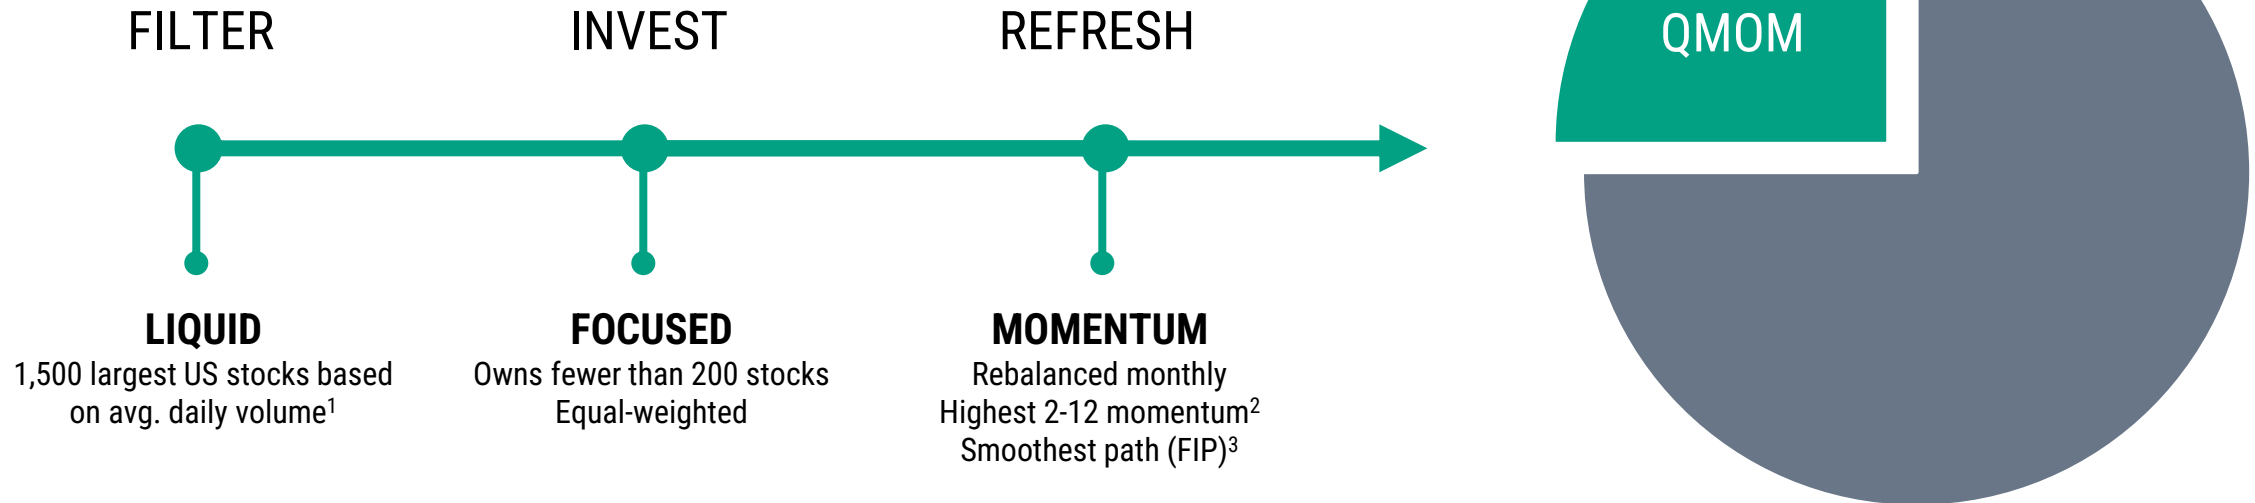 FILTER
INVEST
REFRESH
QMOM
LIQUID
1,500 largest US stocks based
on avg. daily volume1
FOCUSED
Owns fewer than 200 stocks
Equal-weighted
MOMENTUM
Rebalanced monthly
Highest 2-12 momentum2
Smoothest path (FIP)3